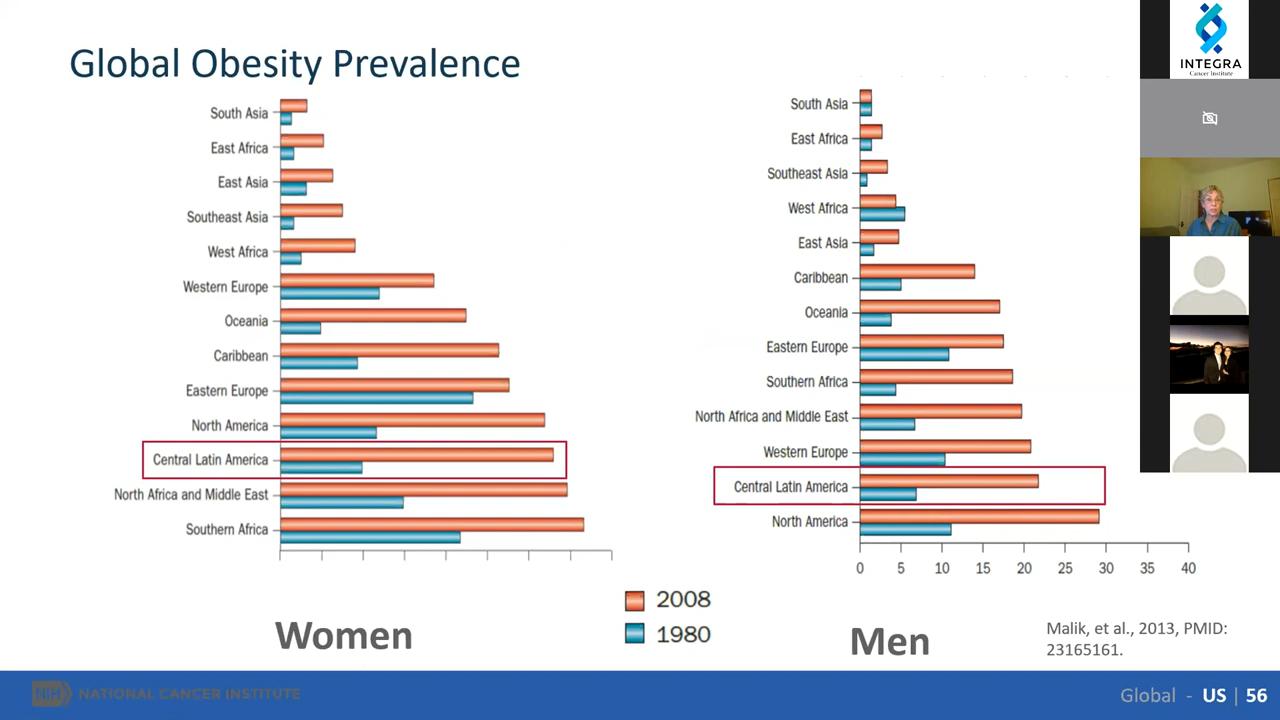 Global Obesity Prevalence
South Asia
East Africa
East Asia
Southeast Asia
West Africa
Western Europe
Oceania
Caribbean
Eastern Europe
North America
Central Latin America
North Africa and Middle East
Southern Africa
Women
South Asia
East Africa
Southeast Asia
West Africa
East Asia
Caribbean
Oceania
Eastern Europe
Southern Africa
North Africa and Middle East
Western Europe
Central Latin America
North America
0 5 10 15 20 25 30 35 40
Men
2008
1980
Malik, et al., 2013, PMID:
23165161.
NIH NATIONAL CANCER INSTITUTE
Global - US | 56
INTEGRA
Cancer Institute